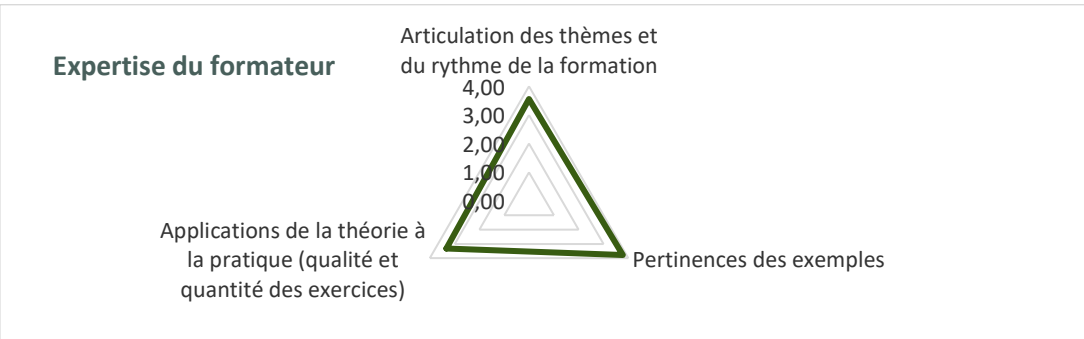 Expertise du formateur
Articulation des thèmes et
du rythme de la formation
4,00
3,00
2,00
1,00
0,00
Applications de la théorie à
la pratique (qualité et
quantité des exercices)
Pertinences des exemples